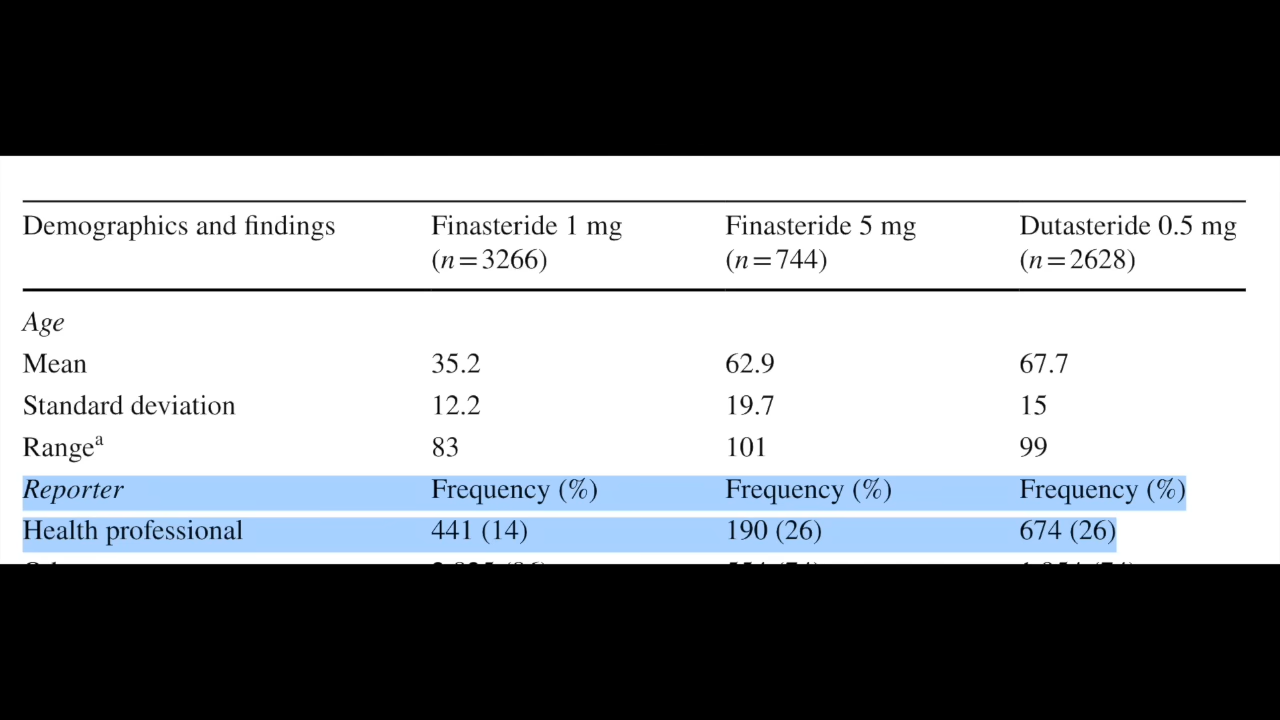 Demographics and findings Finasteride 1 mg Finasteride 5 mg Dutasteride 0.5 mg
(n=3266) (n=744) (n=2628)
Age
Mean 35.2 62.9 67.7
Standard deviation 12.2 19.7 15
Rangeᵃ 83 101 99
Reporter Frequency (%) Frequency (%) Frequency (%)
Health professional 441 (14) 190 (26) 674 (26)